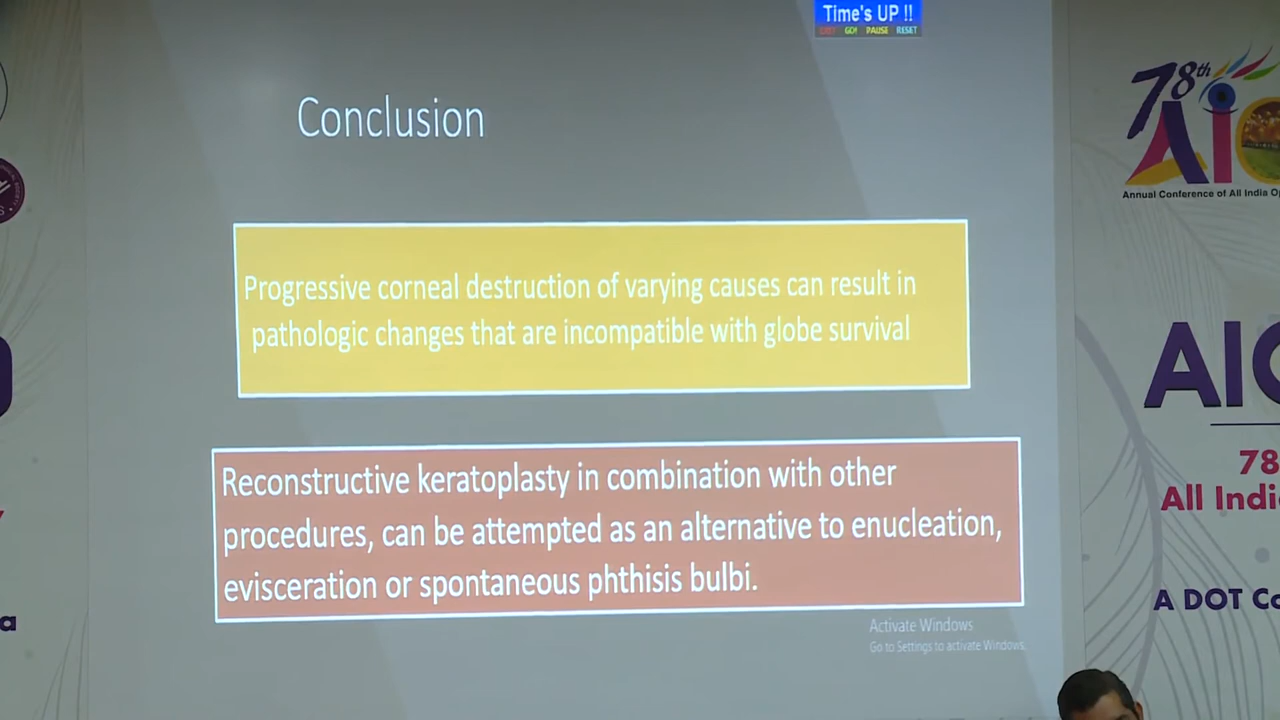 Time's UP !!
GO! PAUSE RESET
Conclusion
Progressive corneal destruction of varying causes can result in
pathologic changes that are incompatible with globe survival
Reconstructive keratoplasty in combination with other
procedures, can be attempted as an alternative to enucleation,
evisceration or spontaneous phthisis bulbi.
Activate Windows
Go to Settings to activate Windows.
78th
AIO
Annual Conference of All India Op
AIO
78
All Indi
A DOT Co
a